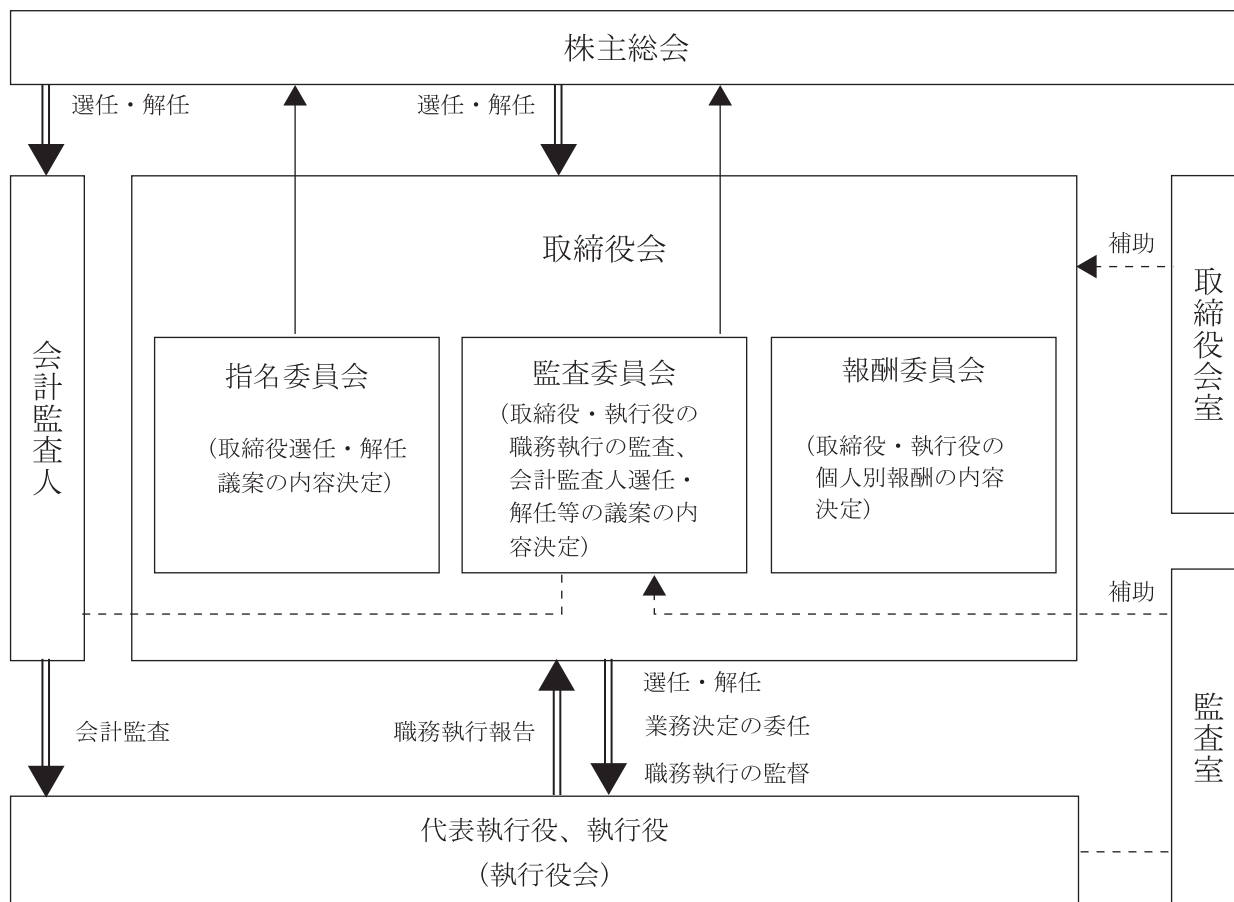 株主総会
選任・解任
選任・解任
取締役会
補助
取締役会室
会計監査人
指名委員会
（取締役選任・解任
議案の内容決定）
監査委員会
（取締役・執行役の
職務執行の監査、
会計監査人選任・
解任等の議案の内
容決定）
報酬委員会
（取締役・執行役の
個人別報酬の内容
決定）
補助
監査室
会計監査
職務執行報告
選任・解任
業務決定の委任
職務執行の監督
代表執行役、執行役
（執行役会）